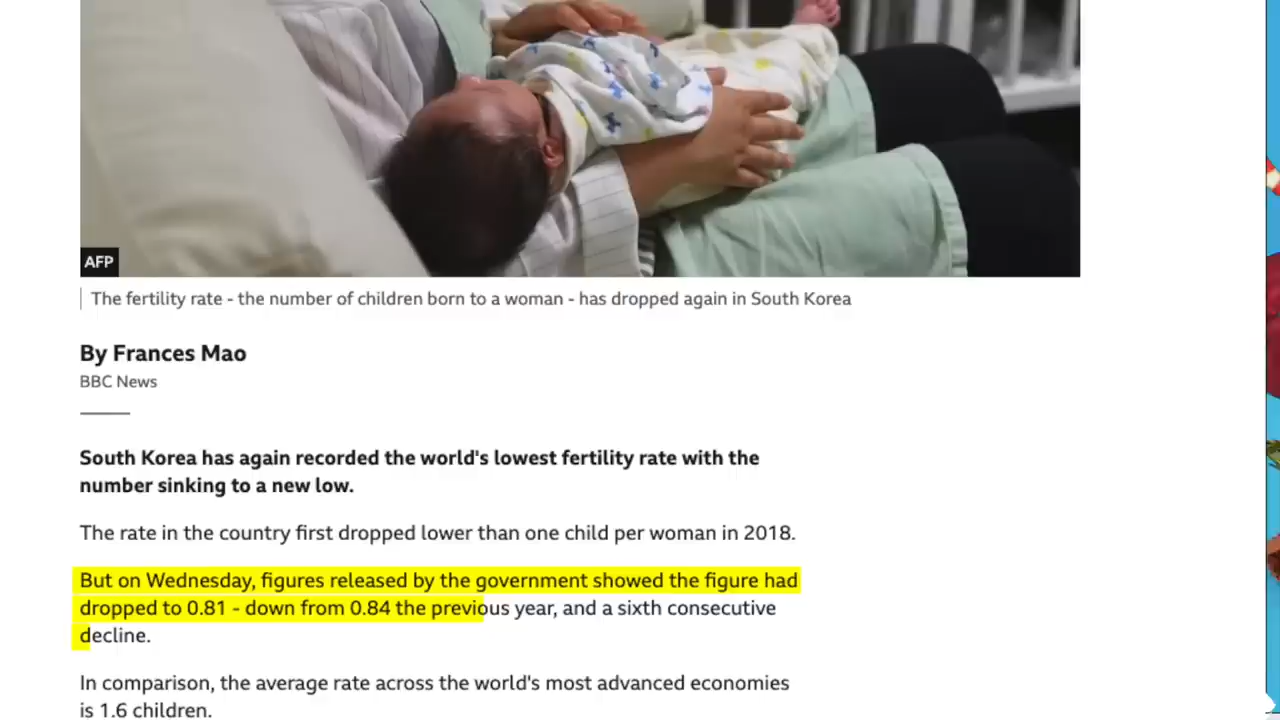 AFP
The fertility rate - the number of children born to a woman - has dropped again in South Korea
By Frances Mao
BBC News
South Korea has again recorded the world's lowest fertility rate with the
number sinking to a new low.
The rate in the country first dropped lower than one child per woman in 2018.
But on Wednesday, figures released by the government showed the figure had
dropped to 0.81 - down from 0.84 the previous year, and a sixth consecutive
decline.
In comparison, the average rate across the world's most advanced economies
is 1.6 children.